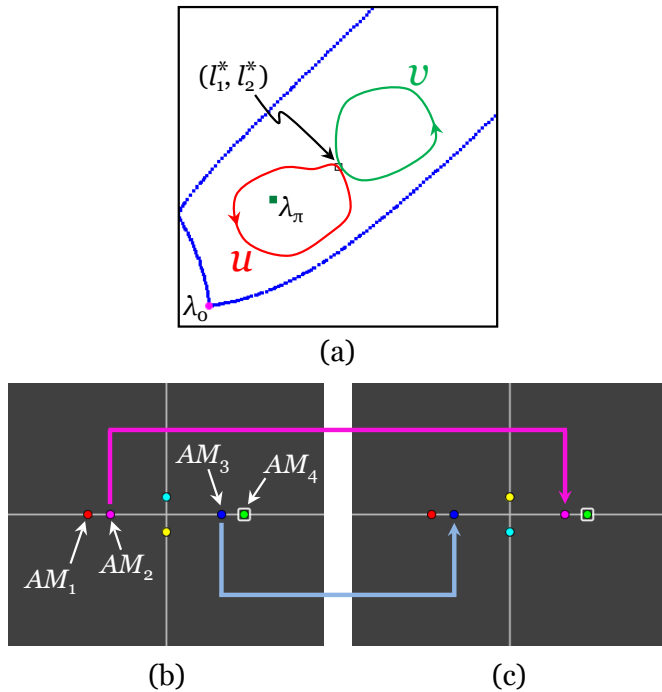 (l₁*, l₂*)
v
λπ
u
λ₀
(a)
AM₃
AM₄
AM₁
AM₂
(b)
(c)